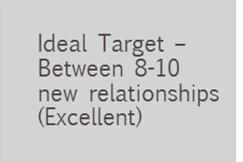 Ideal Target –
Between 8-10
new relationships
(Excellent)